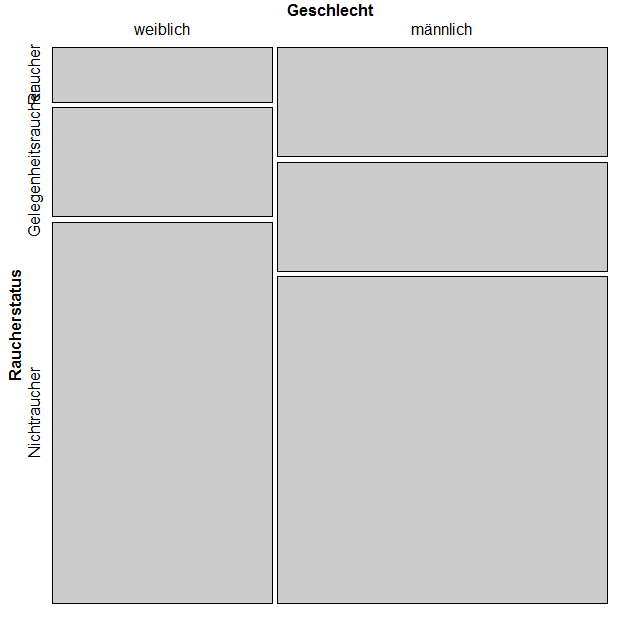 Geschlecht
weiblich
männlich
Raucherstatus
Raucher
Gelegenheitsraucher
Nichtraucher